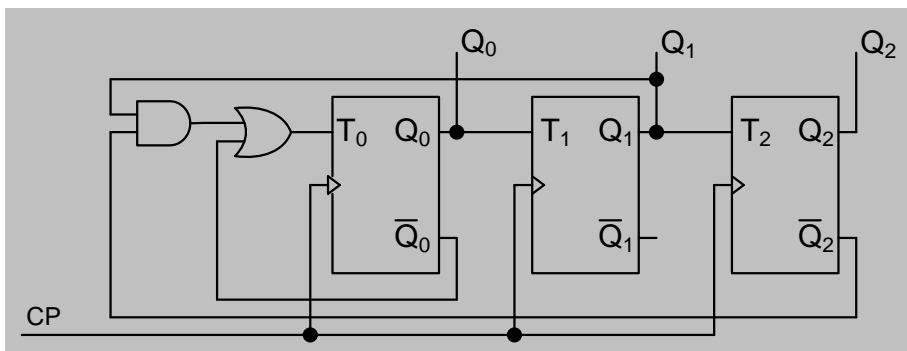 Q₀ Q₁ Q₂
T₀ Q₀ T₁ Q₁ T₂ Q₂
Q̅₀ Q̅₁ Q̅₂
CP